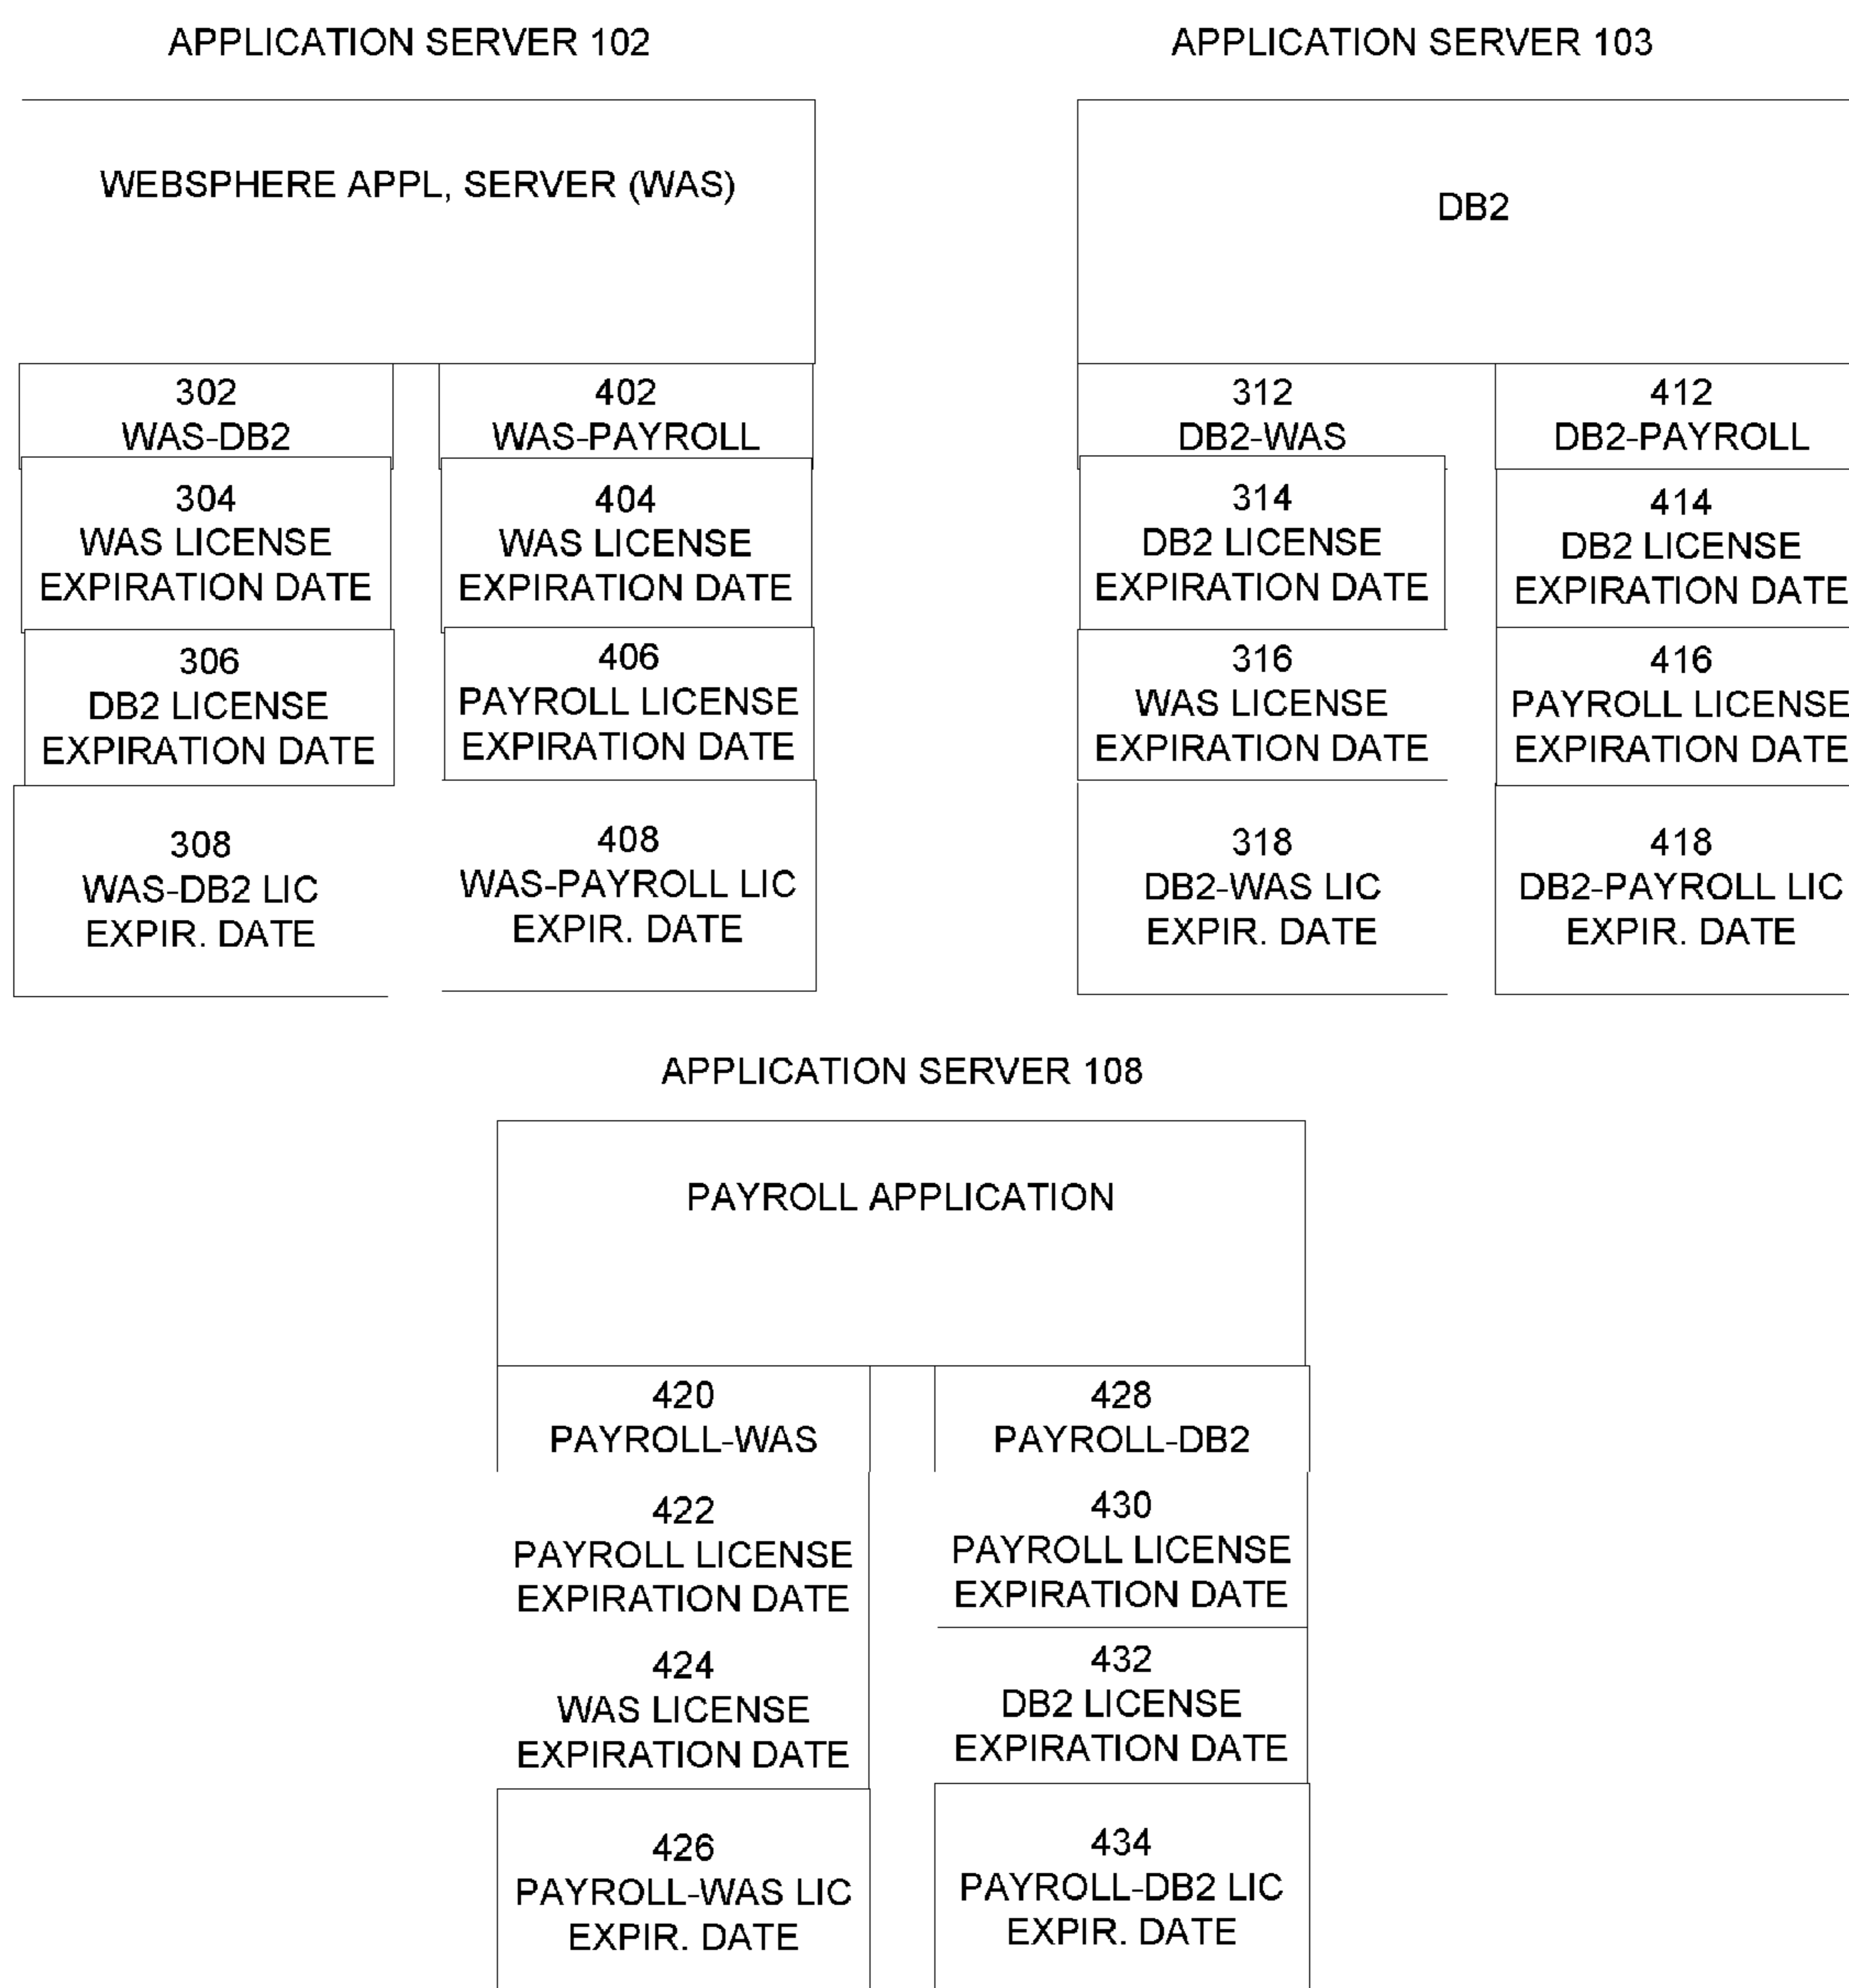 APPLICATION SERVER 102
WEBSPHERE APPL, SERVER (WAS)
302
WAS-DB2
304
WAS LICENSE
EXPIRATION DATE
306
DB2 LICENSE
EXPIRATION DATE
308
WAS-DB2 LIC
EXPIR. DATE
402
WAS-PAYROLL
404
WAS LICENSE
EXPIRATION DATE
406
PAYROLL LICENSE
EXPIRATION DATE
408
WAS-PAYROLL LIC
EXPIR. DATE
APPLICATION SERVER 103
DB2
312
DB2-WAS
314
DB2 LICENSE
EXPIRATION DATE
316
WAS LICENSE
EXPIRATION DATE
318
DB2-WAS LIC
EXPIR. DATE
412
DB2-PAYROLL
414
DB2 LICENSE
EXPIRATION DATE
416
PAYROLL LICENSE
EXPIRATION DATE
418
DB2-PAYROLL LIC
EXPIR. DATE
APPLICATION SERVER 108
PAYROLL APPLICATION
420
PAYROLL-WAS
422
PAYROLL LICENSE
EXPIRATION DATE
424
WAS LICENSE
EXPIRATION DATE
426
PAYROLL-WAS LIC
EXPIR. DATE
428
PAYROLL-DB2
430
PAYROLL LICENSE
EXPIRATION DATE
432
DB2 LICENSE
EXPIRATION DATE
434
PAYROLL-DB2 LIC
EXPIR. DATE